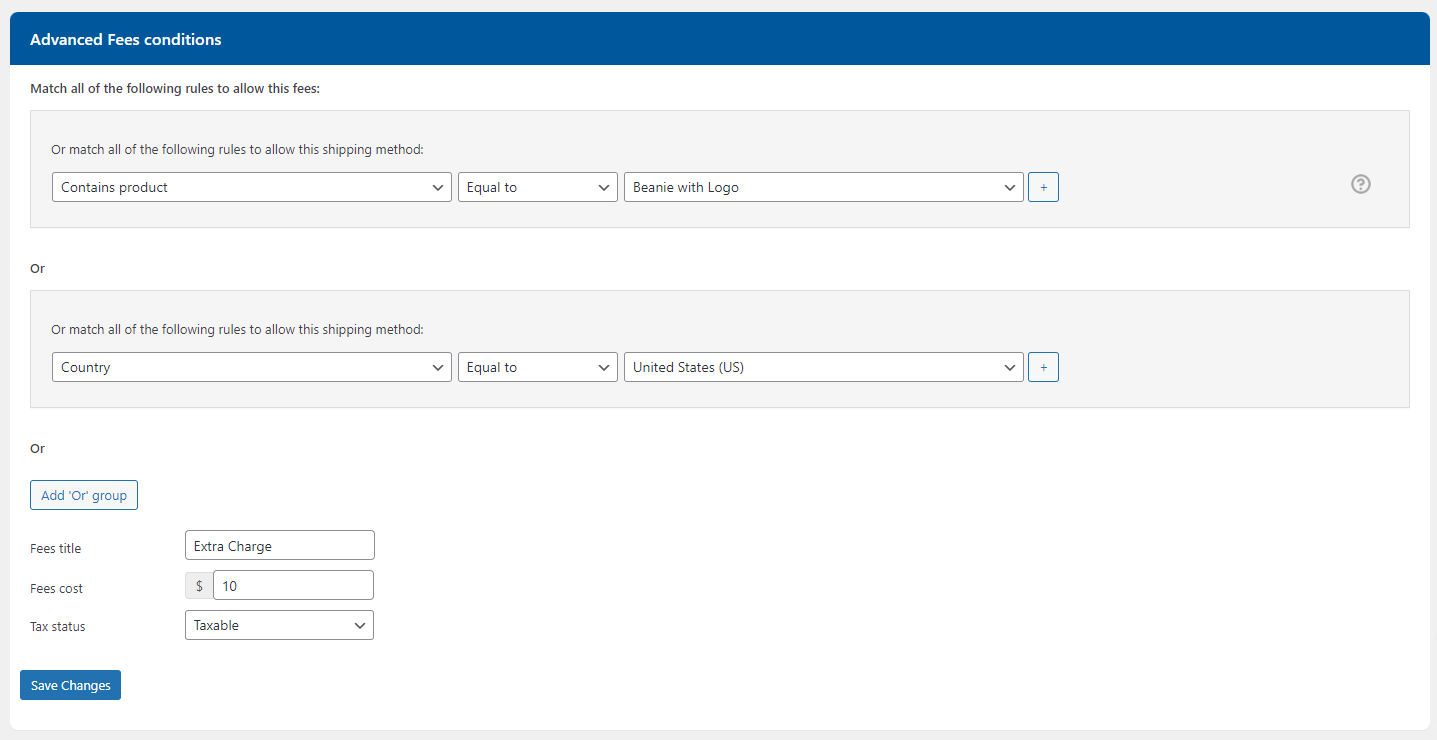 Advanced Fees conditions
Match all of the following rules to allow this fees:
Or match all of the following rules to allow this shipping method:
Contains product Equal to Beanie with Logo + ?
Or
Or match all of the following rules to allow this shipping method:
Country Equal to United States (US) +
Or
Add 'Or' group
Fees title Extra Charge
Fees cost $ 10
Tax status Taxable
Save Changes